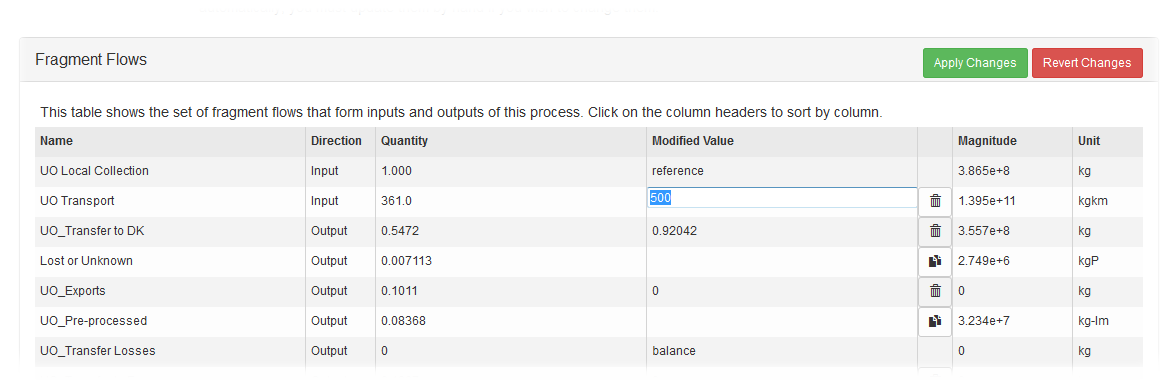 Fragment Flows
Apply Changes Revert Changes
This table shows the set of fragment flows that form inputs and outputs of this process. Click on the column headers to sort by column.
Name Direction Quantity Modified Value Magnitude Unit
UO Local Collection Input 1.000 reference 3.865e+8 kg
UO Transport Input 361.0 500 1.395e+11 kgkm
UO_Transfer to DK Output 0.5472 0.92042 3.557e+8 kg
Lost or Unknown Output 0.007113 2.749e+6 kgP
UO_Exports Output 0.1011 0 0 kg
UO_Pre-processed Output 0.08368 3.234e+7 kg-Im
UO_Transfer Losses Output 0 balance 0 kg